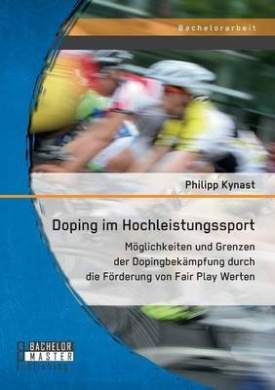 Bachelorarbeit
Philipp Kynast
Doping im Hochleistungssport
Möglichkeiten und Grenzen
der Dopingbekämpfung durch
die Förderung von Fair Play Werten
BACHELOR
MASTER
Publishing